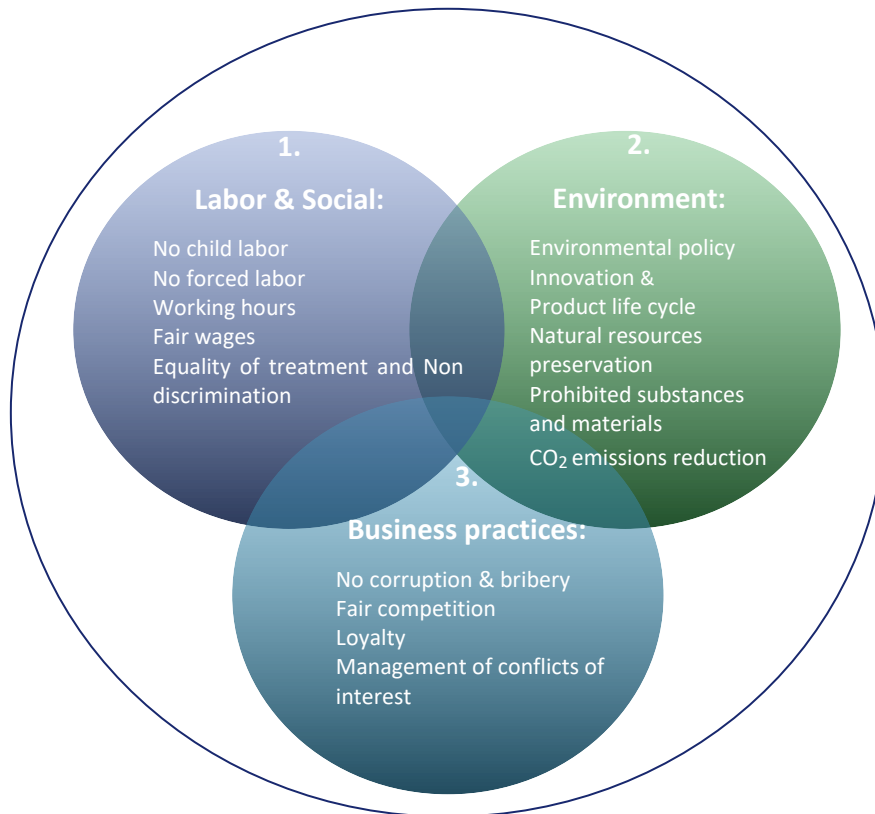 1.
Labor & Social:
No child labor
No forced labor
Working hours
Fair wages
Equality of treatment and Non
discrimination
2.
Environment:
Environmental policy
Innovation &
Product life cycle
Natural resources
preservation
Prohibited substances
and materials
CO₂ emissions reduction
3.
Business practices:
No corruption & bribery
Fair competition
Loyalty
Management of conflicts of
interest